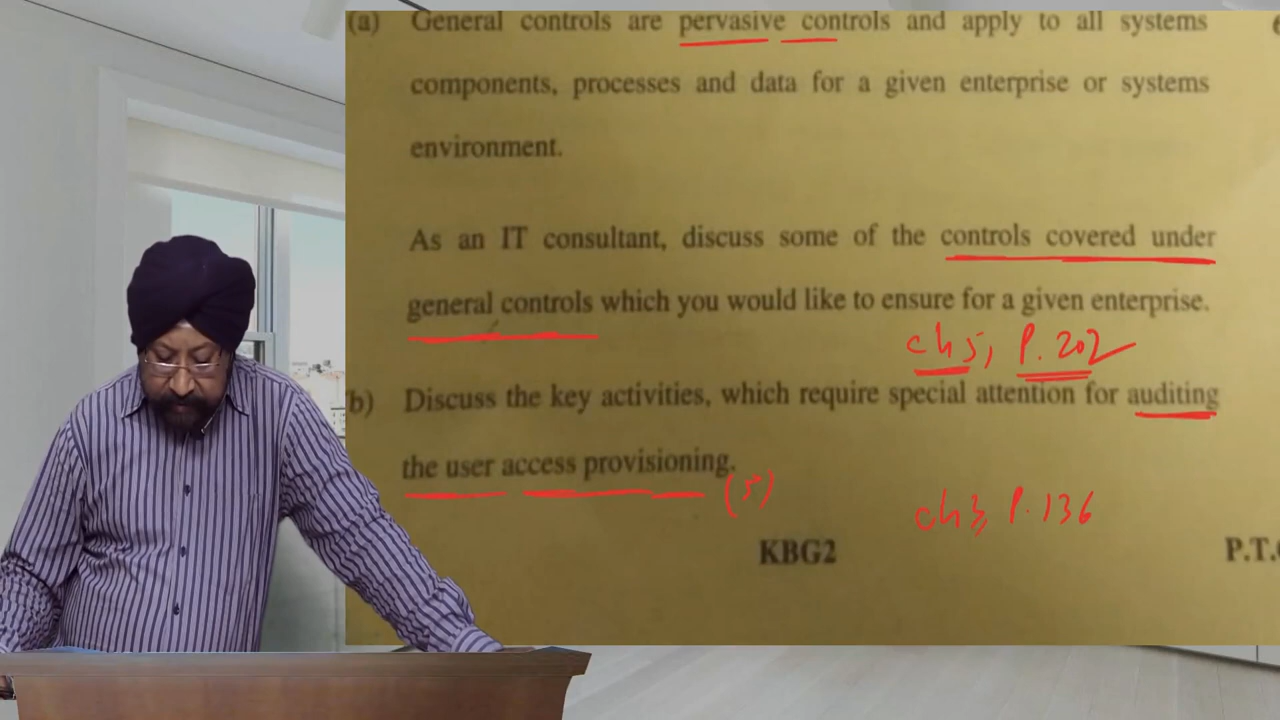 (a) General controls are pervasive controls and apply to all systems
components, processes and data for a given enterprise or systems
environment.
As an IT consultant, discuss some of the controls covered under
general controls which you would like to ensure for a given enterprise.
ch 5, P. 202
b) Discuss the key activities, which require special attention for auditing
the user access provisioning.
(5)
ch 3, P. 136
KBG2 P.T.